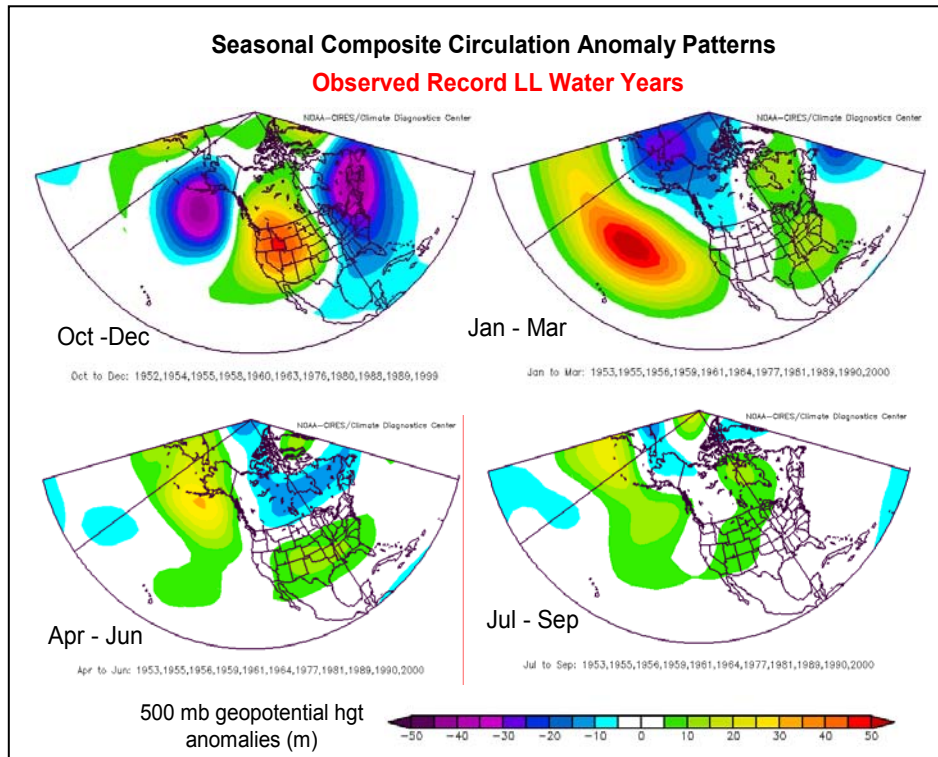 Seasonal Composite Circulation Anomaly Patterns
Observed Record LL Water Years
NOAA-CIRES/Climate Diagnostics Center
NOAA-CIRES/Climate Diagnostics Center
Oct -Dec
Jan - Mar
Oct to Dec: 1952,1954,1955,1958,1960,1963,1976,1980,1988,1989,1999
Jan to Mar: 1953,1955,1956,1959,1961,1964,1977,1981,1989,1990,2000
NOAA-CIRES/Climate Diagnostics Center
NOAA-CIRES/Climate Diagnostics Center
Apr - Jun
Jul - Sep
Apr to Jun: 1953,1955,1956,1959,1961,1964,1977,1981,1989,1990,2000
Jul to Sep: 1953,1955,1956,1959,1961,1964,1977,1981,1989,1990,2000
500 mb geopotential hgt
anomalies (m)
-50 -40 -30 -20 -10 0 10 20 30 40 50